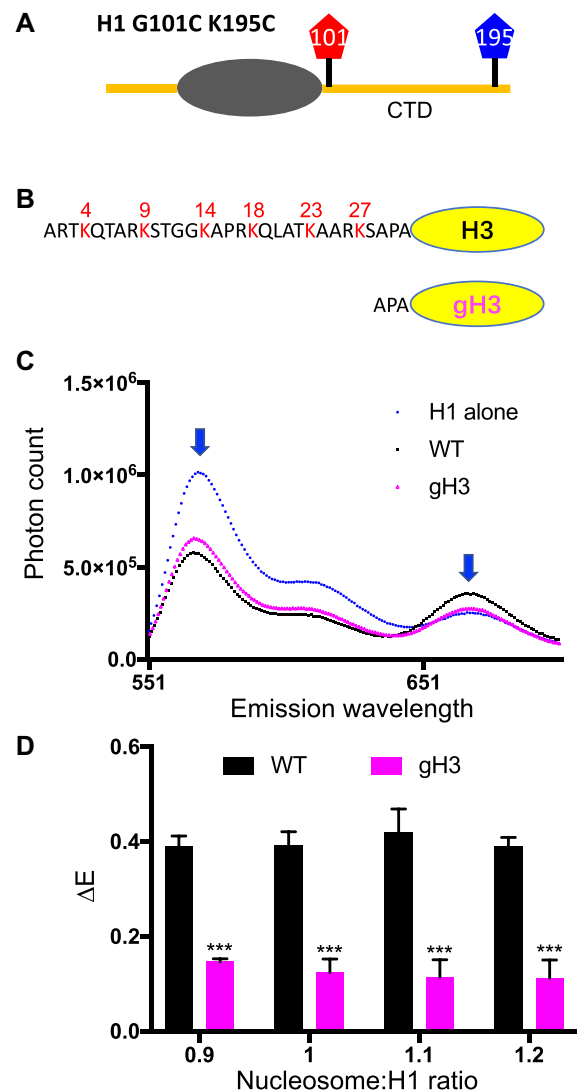 A
H1 G101C K195C
101
195
CTD
B
4 9 14 18 23 27
ARTKQTARKSTGGKAPRKQLATKAARKSAPA
H3
APA
gH3
C
1.5×10⁶
1.0×10⁶
5.0×10⁵
0.0
Photon count
H1 alone
WT
gH3
551 651
Emission wavelength
D
0.6
0.4
0.2
0.0
ΔE
WT gH3
*** *** *** ***
0.9 1 1.1 1.2
Nucleosome:H1 ratio